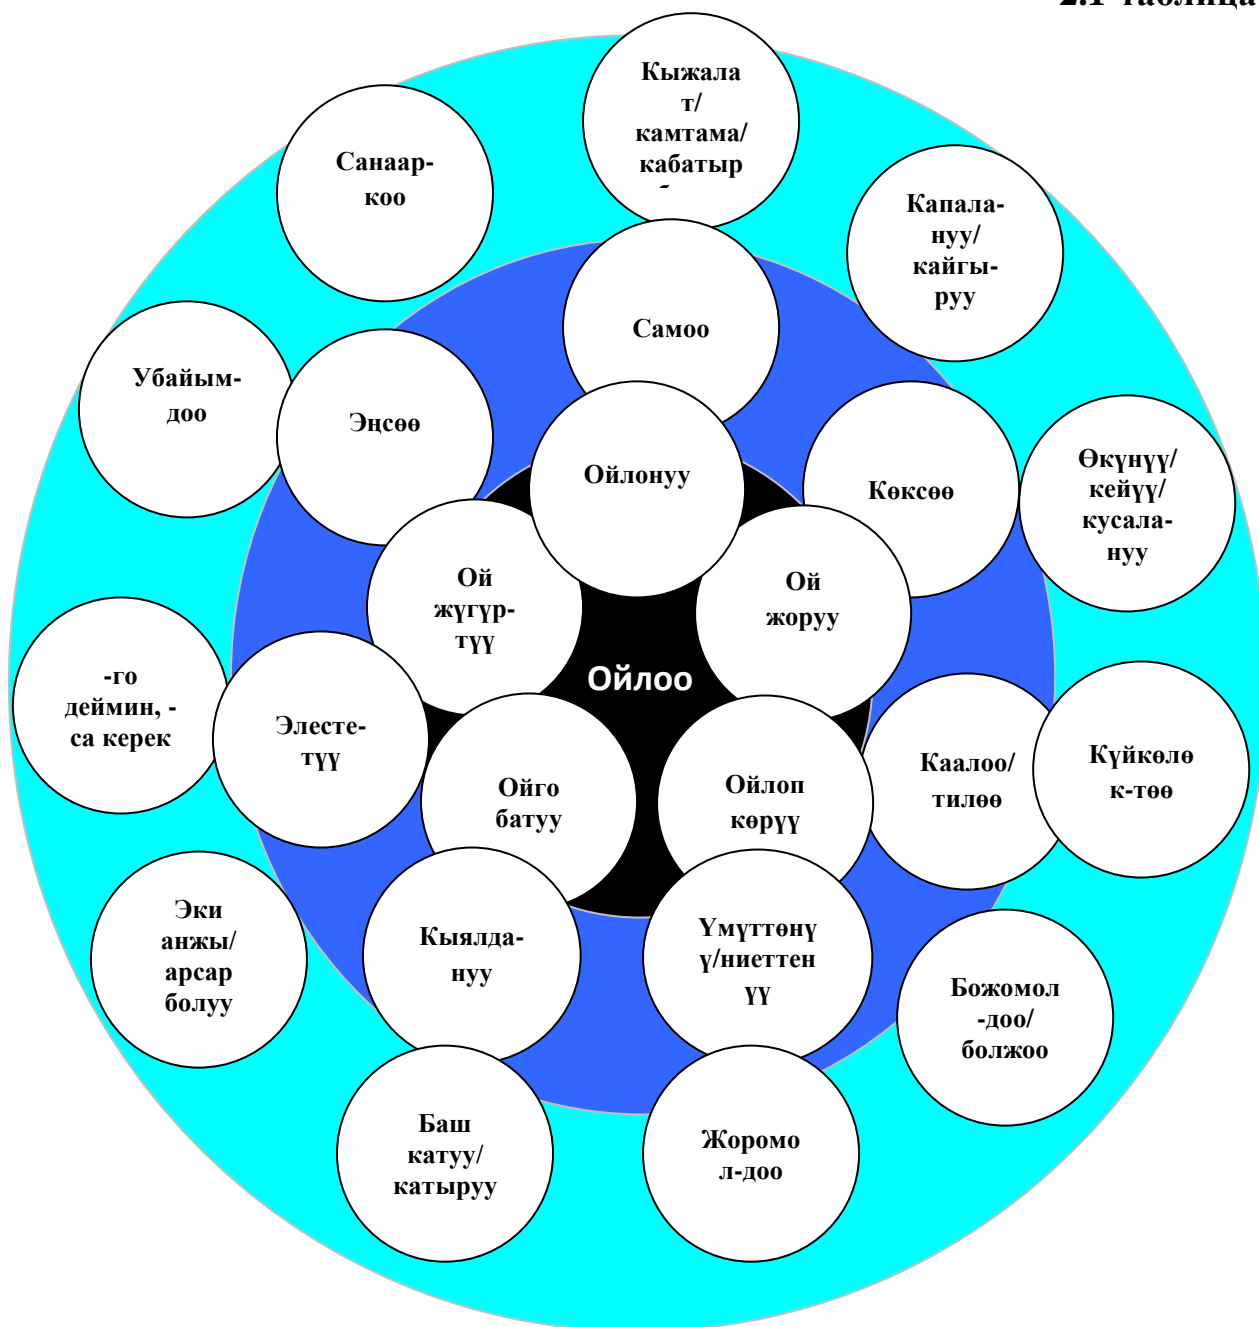 2.1 таблица
Кыжала
т/
камтама/
кабатыр
Санаар-
коо
Капала-
нуу/
кайгы-
руу
Самоо
Убайым-
доо
Эңсөө
Ойлонуу
Көксөө
Өкүнүү/
кейүү/
кусала-
нуу
Ой
жүгүр-
түү
Ой
жоруу
Ойлоо
-го
деймин, -
са керек
Элесте-
түү
Каалоо/
тилөө
Күйкөлө
к-төө
Ойго
батуу
Ойлоп
көрүү
Эки
анжы/
арсар
болуу
Кыялда-
нуу
Үмүттөнү
ү/ниеттен
үү
Божомол
-доо/
болжоо
Баш
катуу/
катыруу
Жоромо
л-доо